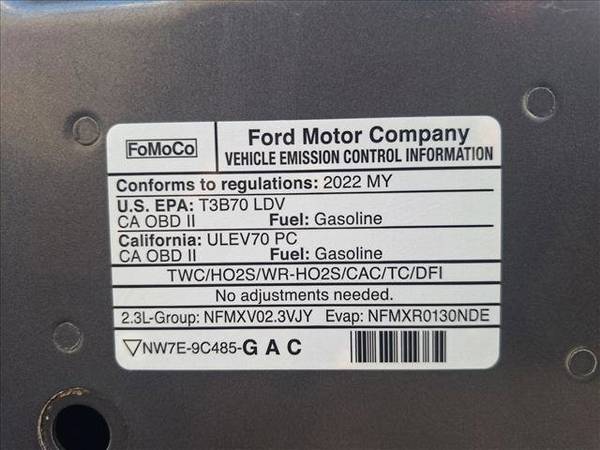 FoMoCo
Ford Motor Company
VEHICLE EMISSION CONTROL INFORMATION
Conforms to regulations: 2022 MY
U.S. EPA: T3B70 LDV
CA OBD II Fuel: Gasoline
California: ULEV70 PC
CA OBD II Fuel: Gasoline
TWC/HO2S/WR-HO2S/CAC/TC/DFI
No adjustments needed.
2.3L-Group: NFMXV02.3VJY Evap: NFMXR0130NDE
▽NW7E-9C485-G A C